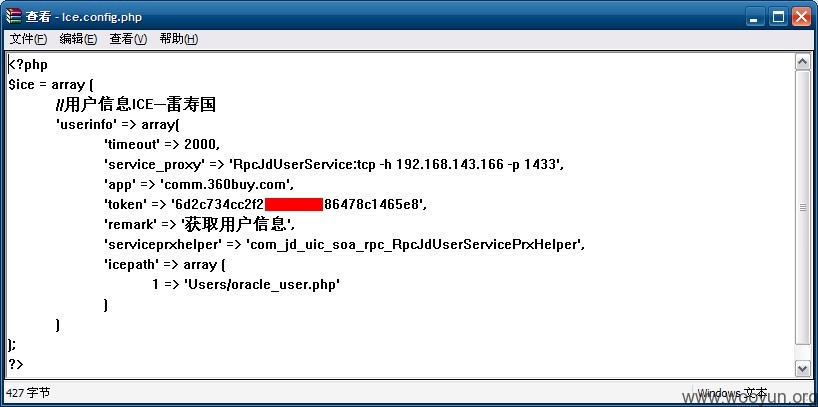 查看 - Ice.config.php
文件(F) 编辑(E) 查看(V) 帮助(H)
<?php
$ice = array (
//用户信息ICE—雷寿国
'userinfo' => array(
'timeout' => 2000,
'service_proxy' => 'RpcJdUserService:tcp -h 192.168.143.166 -p 1433',
'app' => 'comm.360buy.com',
'token' => '6d2c734cc2f2 86478c1465e8',
'remark' => '获取用户信息',
'serviceprxhelper' => 'com_jd_uic_soa_rpc_RpcJdUserServicePrxHelper',
'icepath' => array (
1 => 'Users/oracle_user.php'
)
)
);
?>
427 字节 Windows 文本
www.wooyun.org